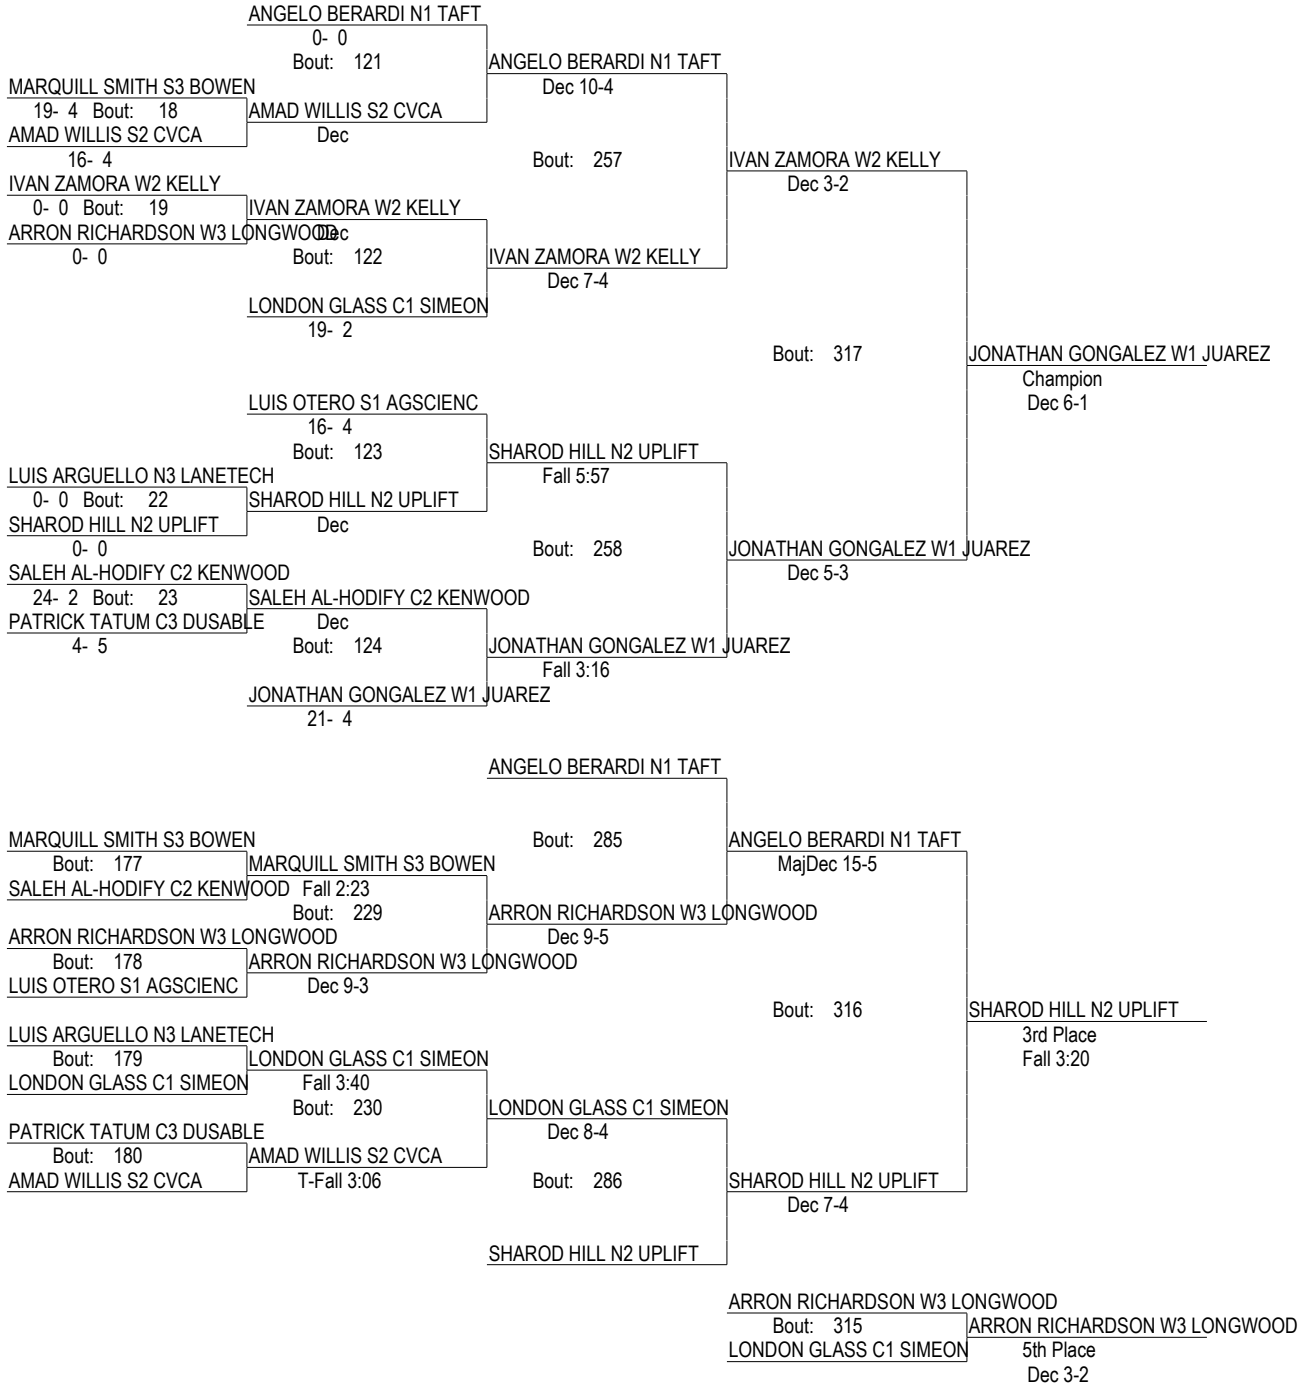 ANGELO BERARDI N1 TAFT
0- 0
Bout: 121 ANGELO BERARDI N1 TAFT
MARQUILL SMITH S3 BOWEN Dec 10-4
19- 4 Bout: 18 AMAD WILLIS S2 CVCA
AMAD WILLIS S2 CVCA Dec
16- 4 Bout: 257 IVAN ZAMORA W2 KELLY
IVAN ZAMORA W2 KELLY Dec 3-2
0- 0 Bout: 19 IVAN ZAMORA W2 KELLY
ARRON RICHARDSON W3 LONGWOOD Dec
0- 0 Bout: 122 IVAN ZAMORA W2 KELLY
Dec 7-4
LONDON GLASS C1 SIMEON
19- 2
Bout: 317 JONATHAN GONGALEZ W1 JUAREZ
Champion
LUIS OTERO S1 AGSCIENC Dec 6-1
16- 4
Bout: 123 SHAROD HILL N2 UPLIFT
LUIS ARGUELLO N3 LANETECH Fall 5:57
0- 0 Bout: 22 SHAROD HILL N2 UPLIFT
SHAROD HILL N2 UPLIFT Dec
0- 0 Bout: 258 JONATHAN GONGALEZ W1 JUAREZ
SALEH AL-HODIFY C2 KENWOOD Dec 5-3
24- 2 Bout: 23 SALEH AL-HODIFY C2 KENWOOD
PATRICK TATUM C3 DUSABLE Dec
4- 5 Bout: 124 JONATHAN GONGALEZ W1 JUAREZ
Fall 3:16
JONATHAN GONGALEZ W1 JUAREZ
21- 4
ANGELO BERARDI N1 TAFT
MARQUILL SMITH S3 BOWEN Bout: 285 ANGELO BERARDI N1 TAFT
Bout: 177 MARQUILL SMITH S3 BOWEN MajDec 15-5
SALEH AL-HODIFY C2 KENWOOD Fall 2:23
Bout: 229 ARRON RICHARDSON W3 LONGWOOD
ARRON RICHARDSON W3 LONGWOOD Dec 9-5
Bout: 178 ARRON RICHARDSON W3 LONGWOOD
LUIS OTERO S1 AGSCIENC Dec 9-3
Bout: 316 SHAROD HILL N2 UPLIFT
LUIS ARGUELLO N3 LANETECH 3rd Place
Bout: 179 LONDON GLASS C1 SIMEON Fall 3:20
LONDON GLASS C1 SIMEON Fall 3:40
Bout: 230 LONDON GLASS C1 SIMEON
PATRICK TATUM C3 DUSABLE Dec 8-4
Bout: 180 AMAD WILLIS S2 CVCA
AMAD WILLIS S2 CVCA T-Fall 3:06 Bout: 286 SHAROD HILL N2 UPLIFT
Dec 7-4
SHAROD HILL N2 UPLIFT
ARRON RICHARDSON W3 LONGWOOD
Bout: 315 ARRON RICHARDSON W3 LONGWOOD
LONDON GLASS C1 SIMEON 5th Place
Dec 3-2